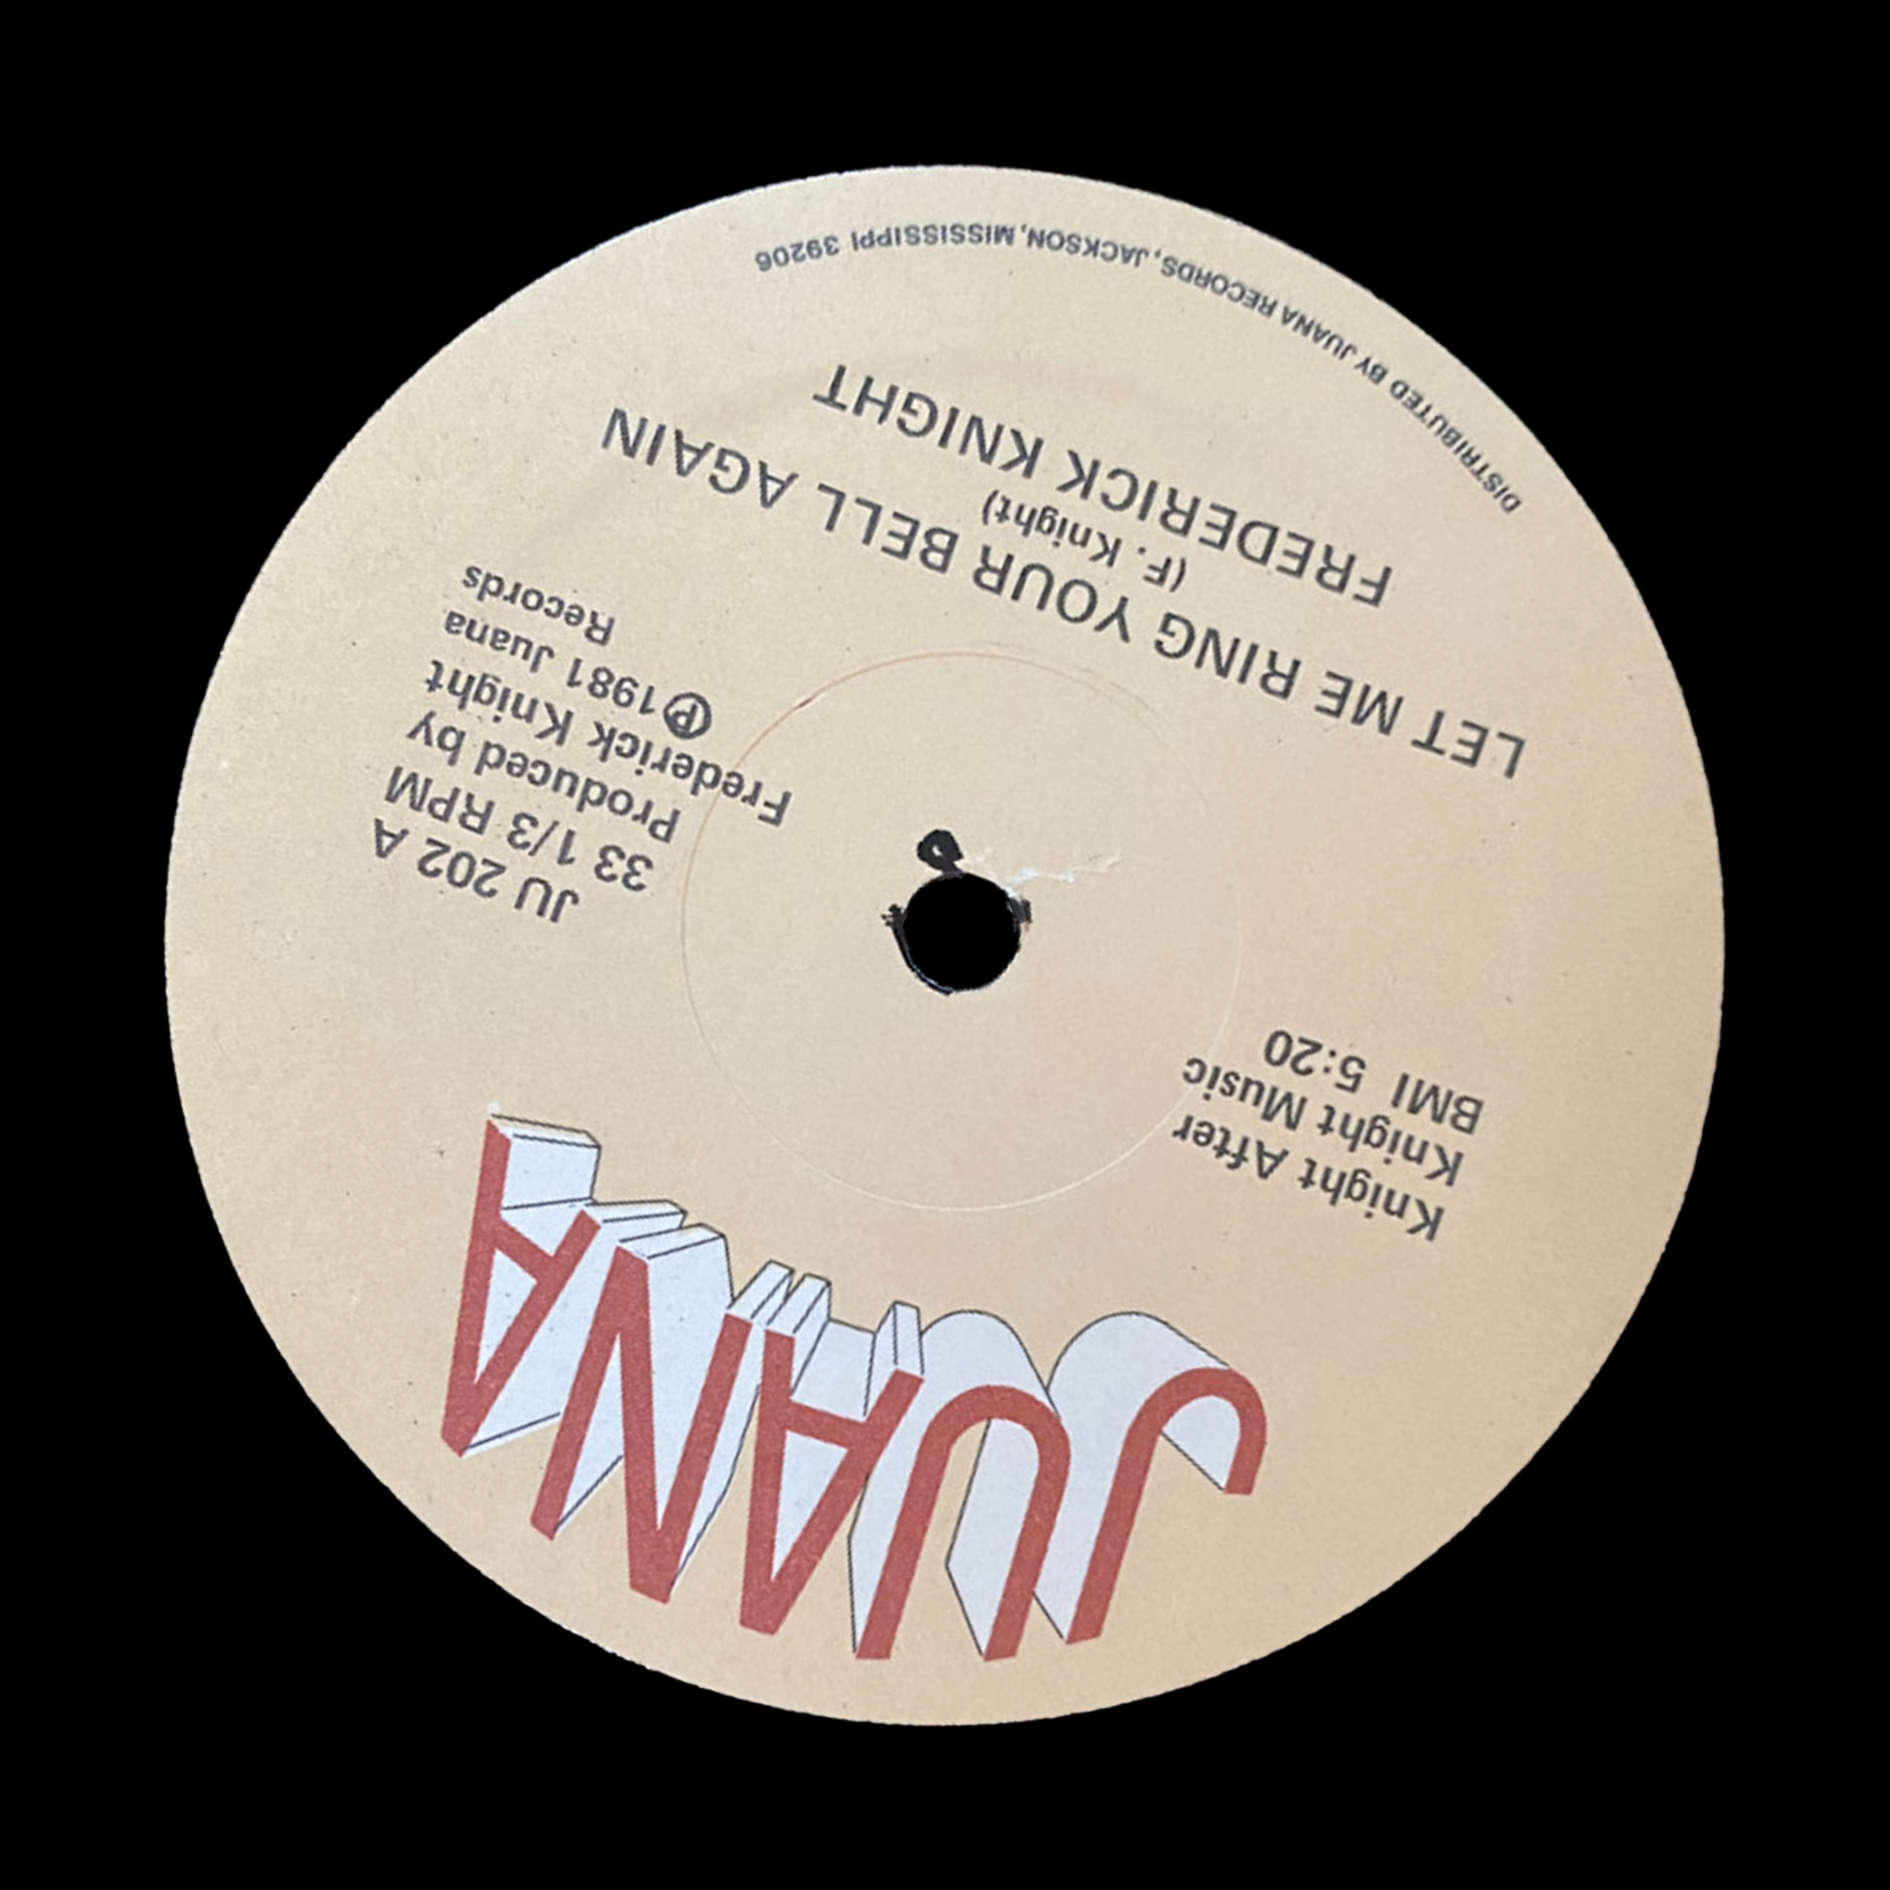 JUANA
Knight After
Knight Music
BMI 5:20
JU 202 A
33 1/3 RPM
Produced by
Frederick Knight
℗1981 Juana
Records
LET ME RING YOUR BELL AGAIN
(F. Knight)
FREDERICK KNIGHT
DISTRIBUTED BY JUANA RECORDS, JACKSON, MISSISSIPPI 39206